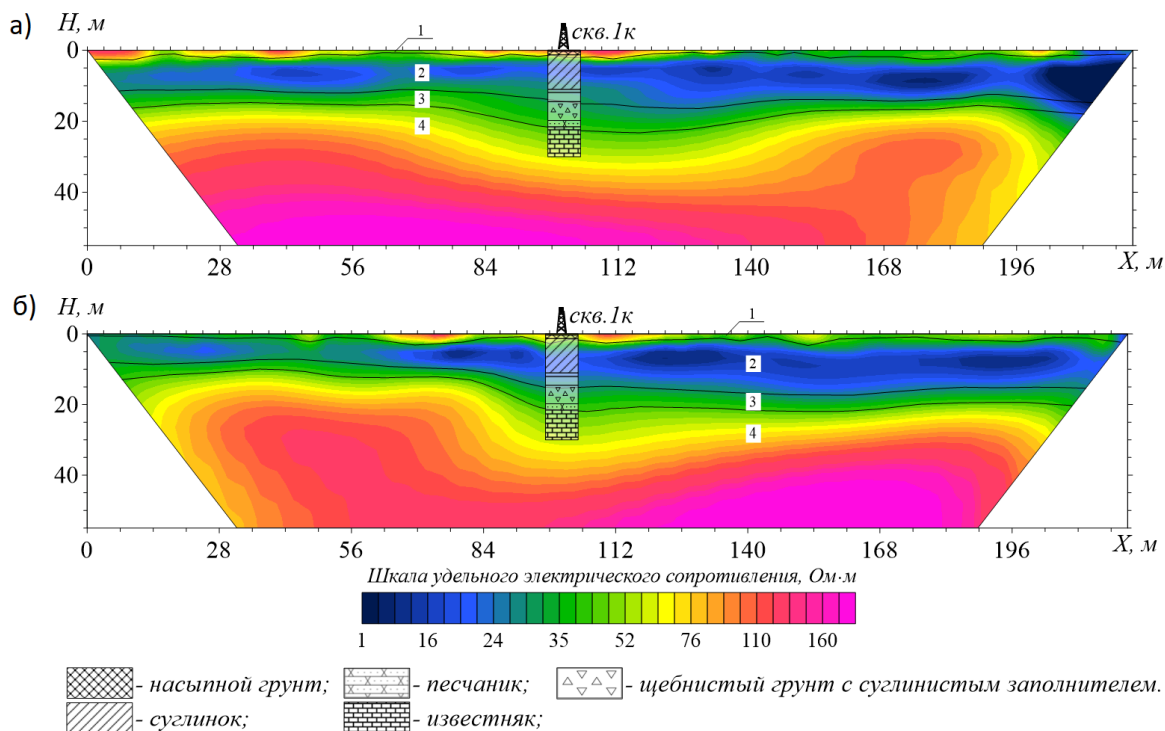 а)
H, м
1
скв.1к
0
2
3
20
4
40
0 28 56 84 112 140 168 196
X, м
б)
H, м
скв.1к
1
0
2
20
3
4
40
0 28 56 84 112 140 168 196
X, м
Шкала удельного электрического сопротивления, Ом·м
1 16 24 35 52 76 110 160
- насыпной грунт; - песчаник; - щебнистый грунт с суглинистым заполнителем.
- суглинок; - известняк;